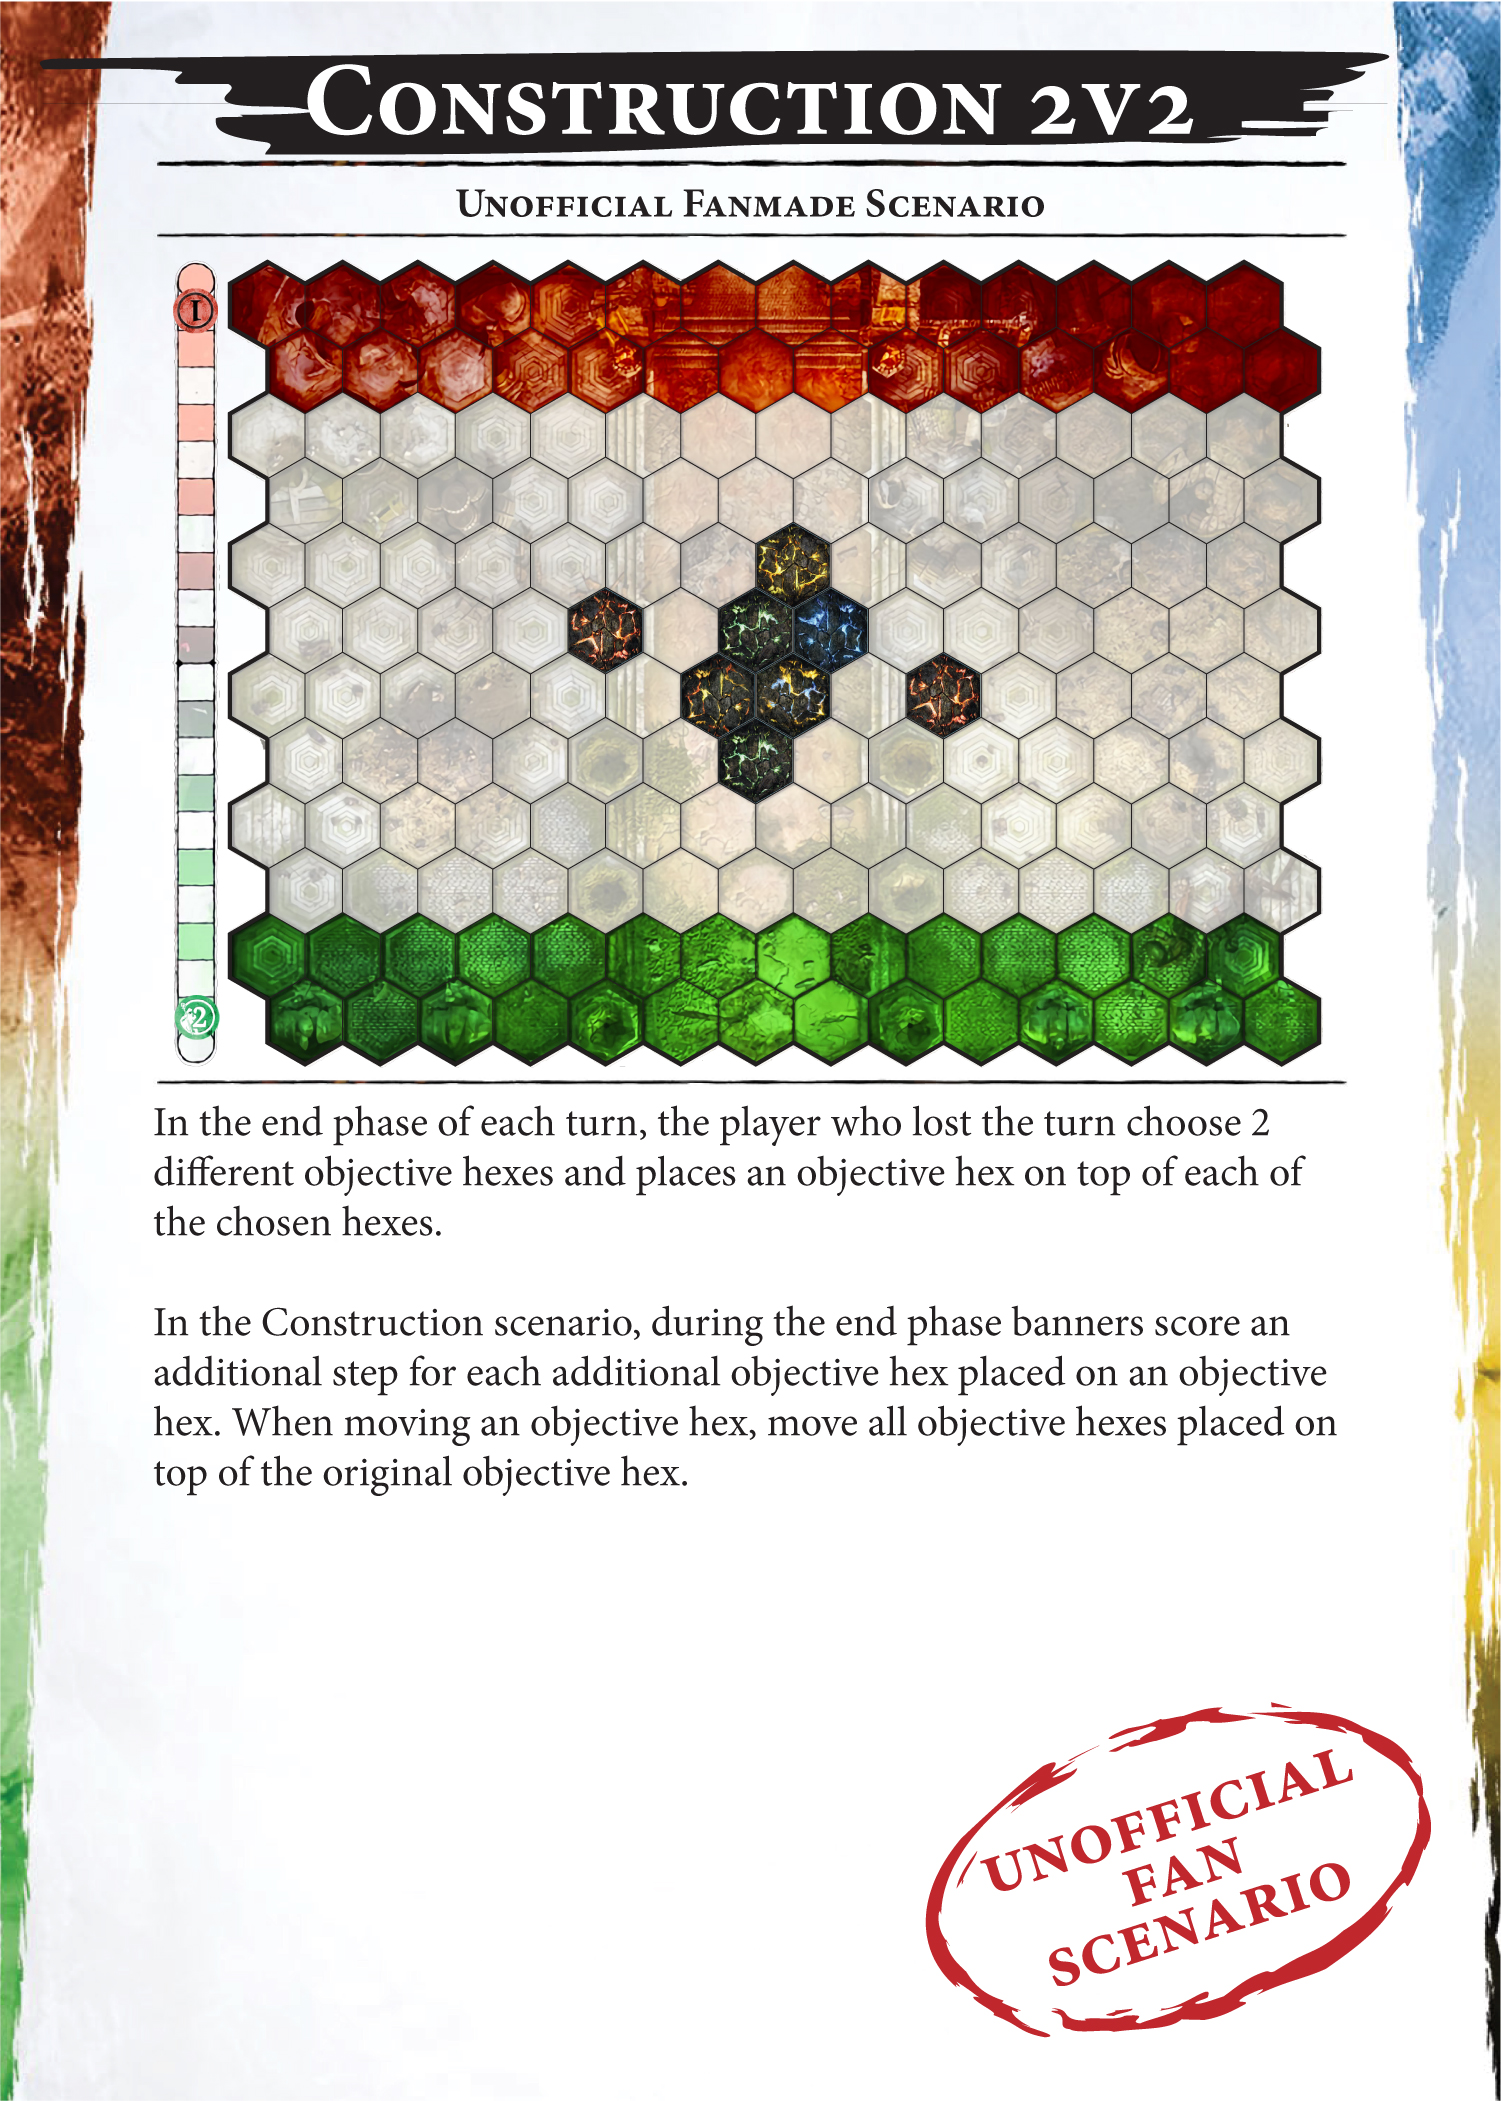 CONSTRUCTION 2V2
UNOFFICIAL FANMADE SCENARIO
1
2
In the end phase of each turn, the player who lost the turn choose 2
different objective hexes and places an objective hex on top of each of
the chosen hexes.
In the Construction scenario, during the end phase banners score an
additional step for each additional objective hex placed on an objective
hex. When moving an objective hex, move all objective hexes placed on
top of the original objective hex.
UNOFFICIAL
FAN
SCENARIO